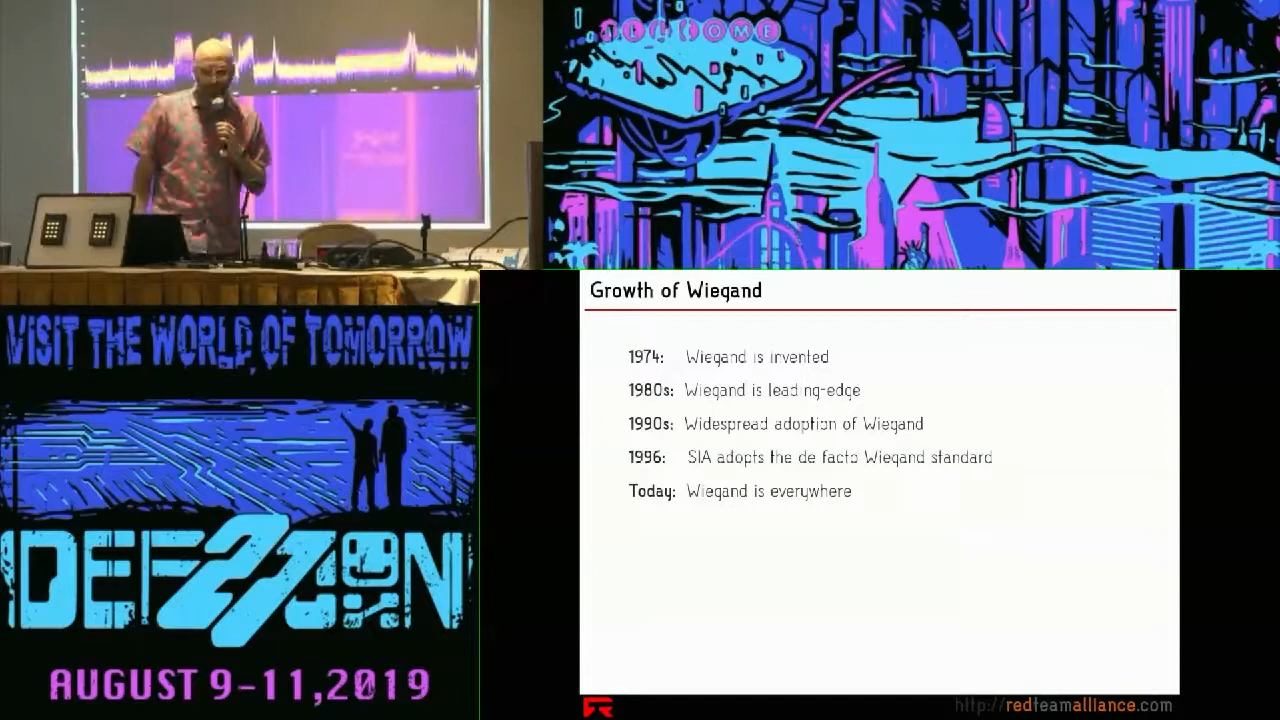 WELCOME
VISIT THE WORLD OF TOMORROW
DEF CON
27
AUGUST 9-11,2019
Growth of Wiegand
1974: Wiegand is invented
1980s: Wiegand is leading-edge
1990s: Widespread adoption of Wiegand
1996: SIA adopts the de facto Wiegand standard
Today: Wiegand is everywhere
http://redteamalliance.com